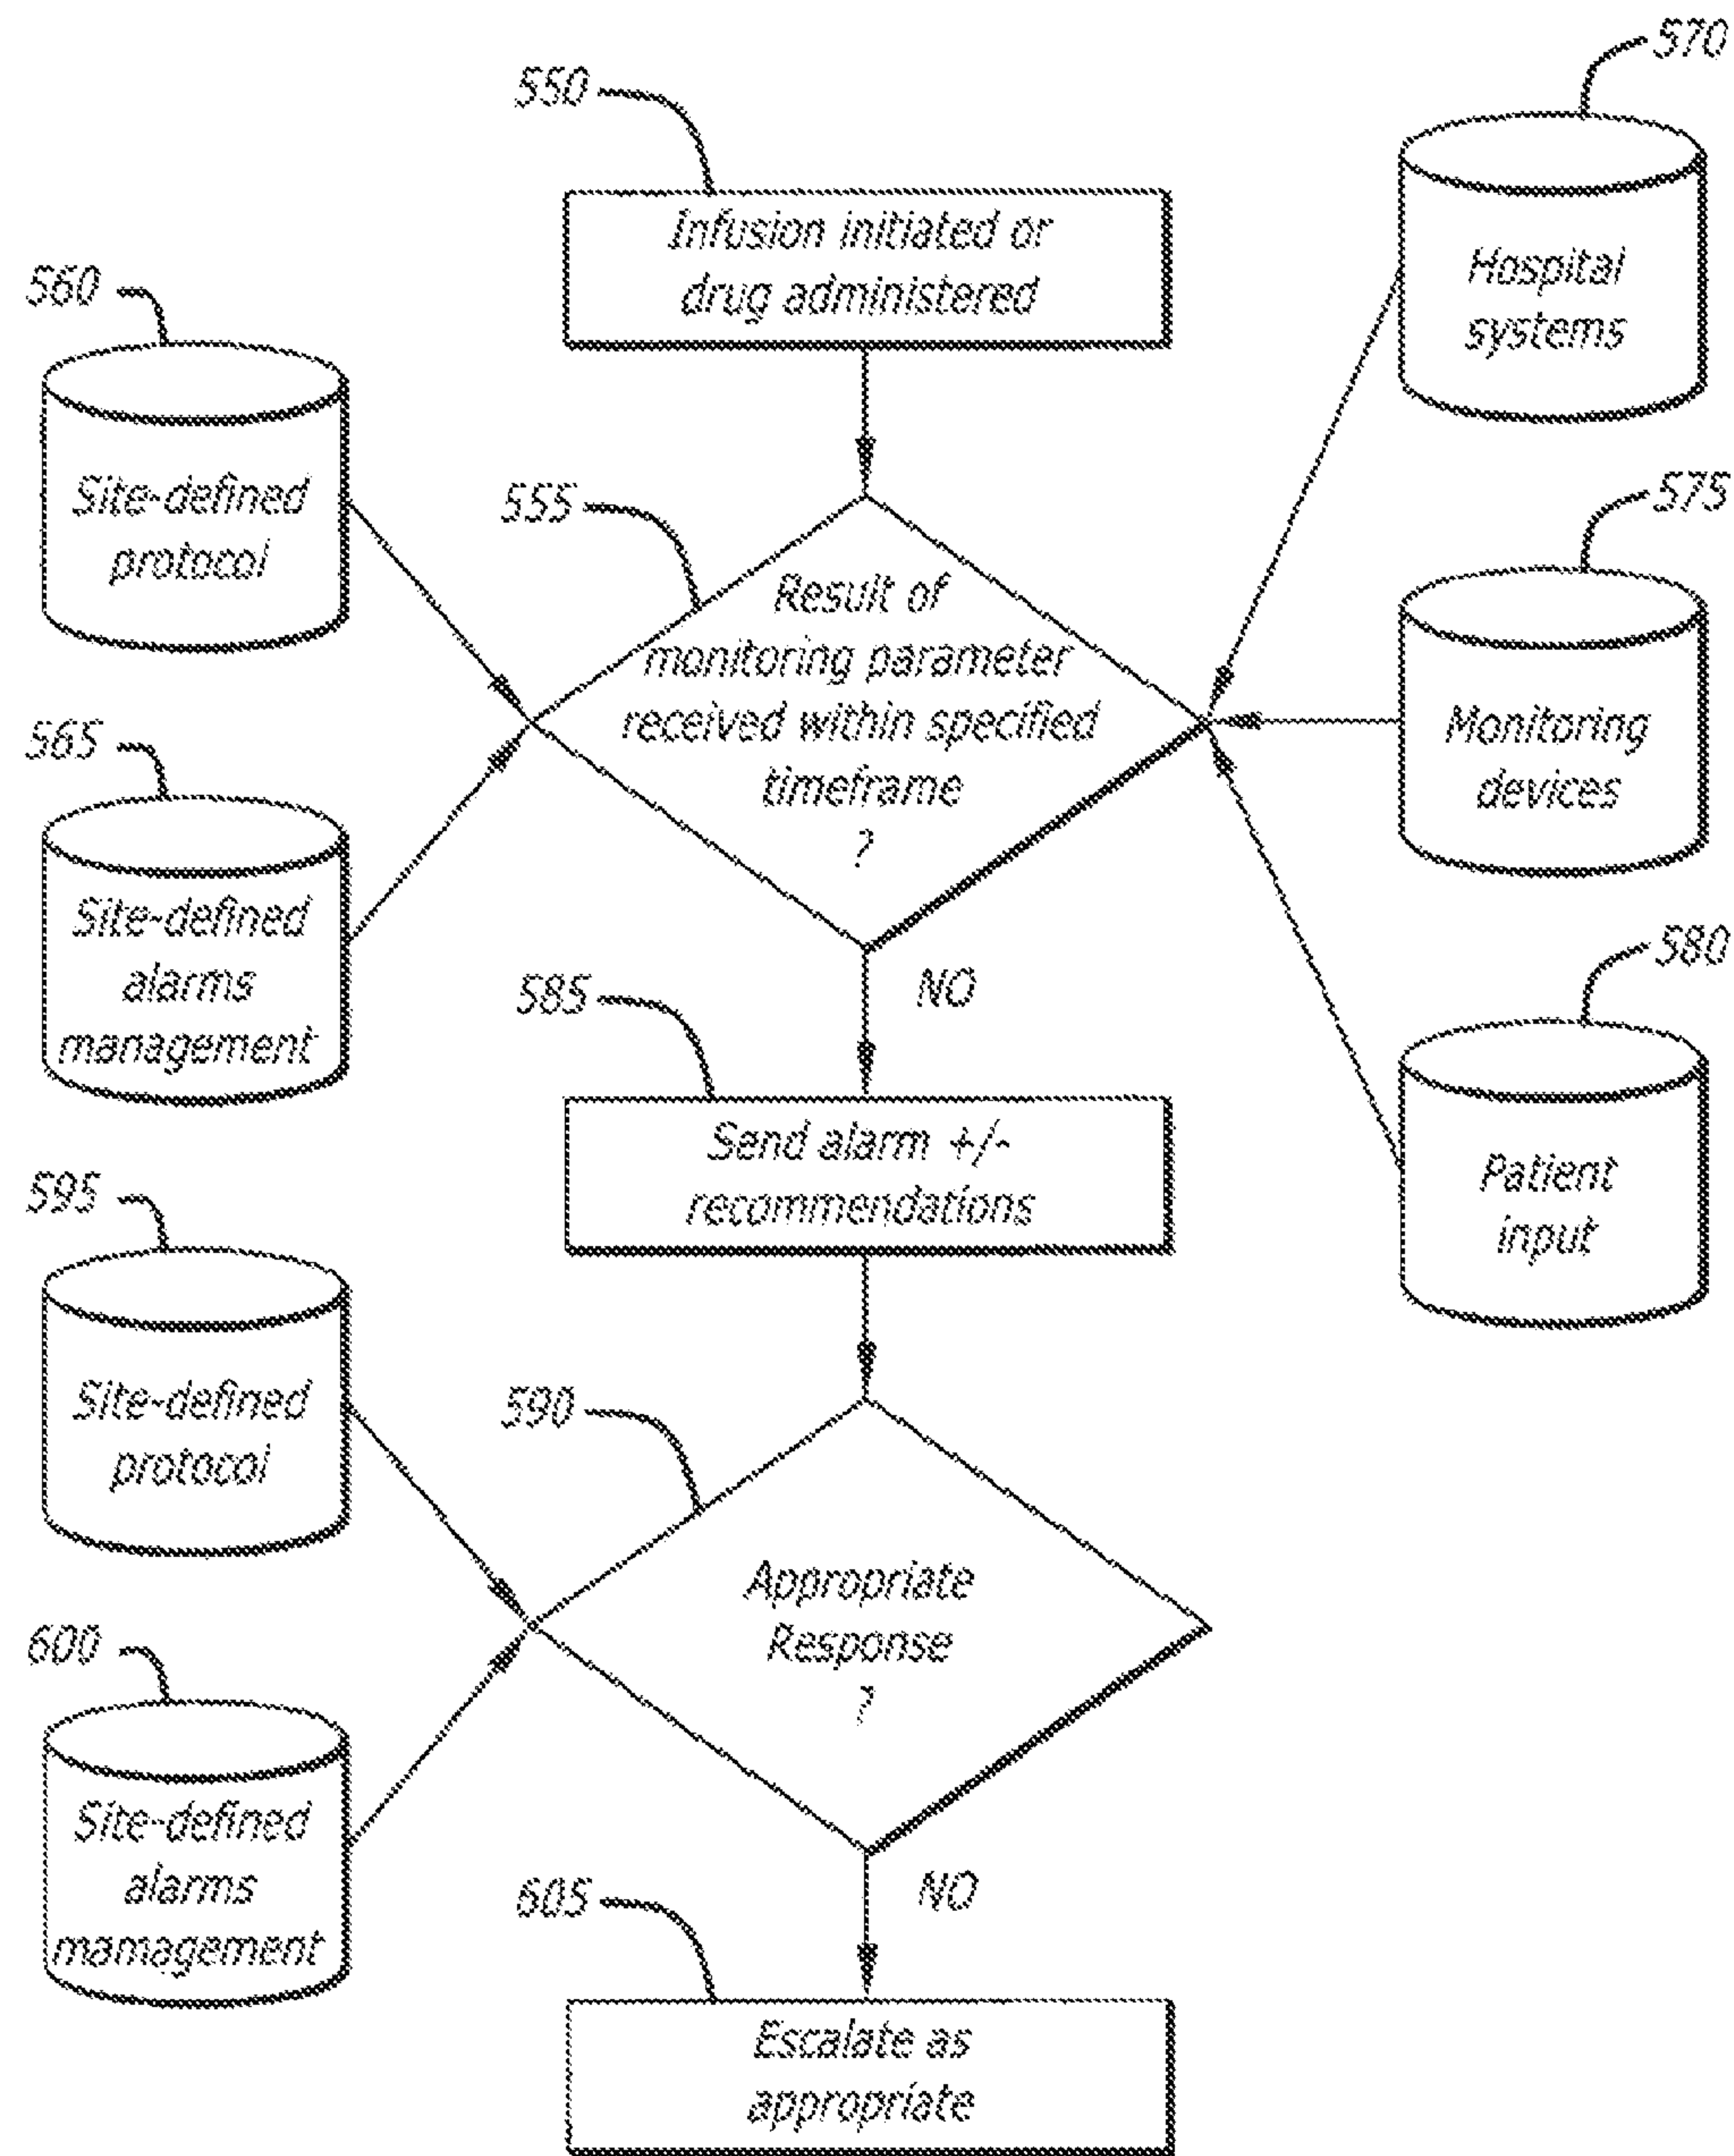 570
550
Infusion initiated or
drug administered
Hospital
systems
560
Site-defined
protocol
555
Result of
monitoring parameter
received within specified
timeframe
?
575
Monitoring
devices
565
Site-defined
alarms
management
NO
580
Patient
input
585
Send alarm +/-
recommendations
595
Site-defined
protocol
590
Appropriate
Response
?
600
Site-defined
alarms
mamagement
NO
605
Escalate as
appropriate